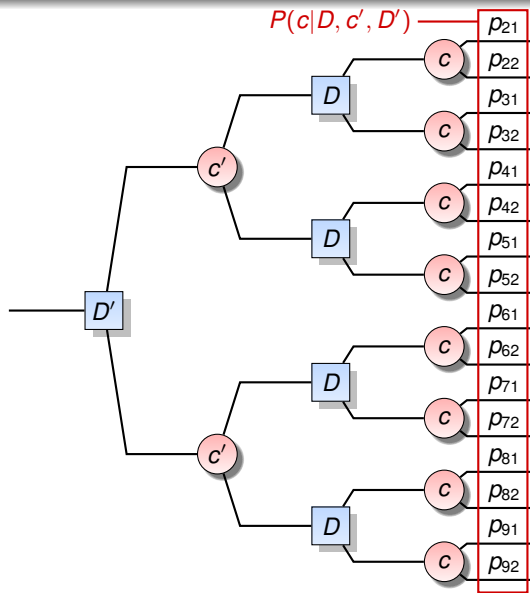 P(c|D, c′, D′)
p21
c
p22
D
p31
c
p32
c′
p41
c
p42
D
p51
c
p52
D′
p61
c
p62
D
p71
c
p72
c′
p81
c
p82
D
p91
c
p92